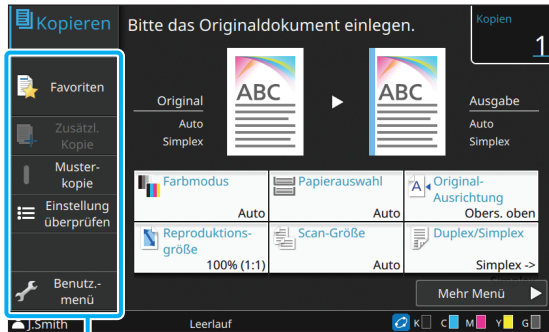 Kopieren
Bitte das Originaldokument einlegen.
Kopien
1
Favoriten
Zusätzl.
Kopie
Muster-
kopie
Einstellung
überprüfen
Benutz.-
menü
Original
Auto
Simplex
ABC
ABC
Ausgabe
Auto
Simplex
Farbmodus
Auto
Papierauswahl
Auto
Original-
Ausrichtung
Obers. oben
Reproduktions-
größe
100% (1:1)
Scan-Größe
Auto
Duplex/Simplex
Simplex ->
Mehr Menü
J.Smith
Leerlauf
K C M Y G